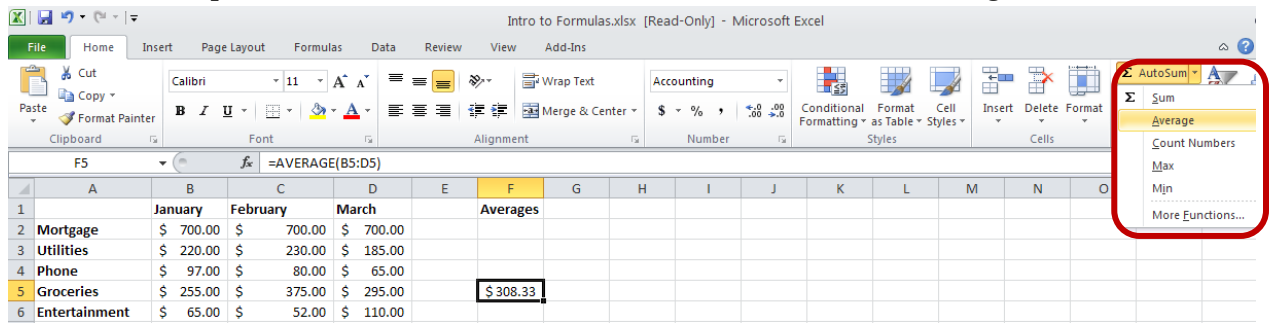 Intro to Formulas.xlsx [Read-Only] - Microsoft Excel
File Home Insert Page Layout Formulas Data Review View Add-Ins
Cut
Copy
Format Painter
Paste
Clipboard
Calibri 11 A A
B I U A
Font
Wrap Text
Merge & Center
Alignment
Accounting
$ % , .0 .00 .00 .0
Number
Conditional Formatting
Format as Table
Cell Styles
Styles
Insert Delete Format
Cells
Σ AutoSum
Σ Sum
Average
Count Numbers
Max
Min
More Functions...
F5 fx =AVERAGE(B5:D5)
A B C D E F G H I J K L M N O
1 January February March Averages
2 Mortgage $ 700.00 $ 700.00 $ 700.00
3 Utilities $ 220.00 $ 230.00 $ 185.00
4 Phone $ 97.00 $ 80.00 $ 65.00
5 Groceries $ 255.00 $ 375.00 $ 295.00 $ 308.33
6 Entertainment $ 65.00 $ 52.00 $ 110.00